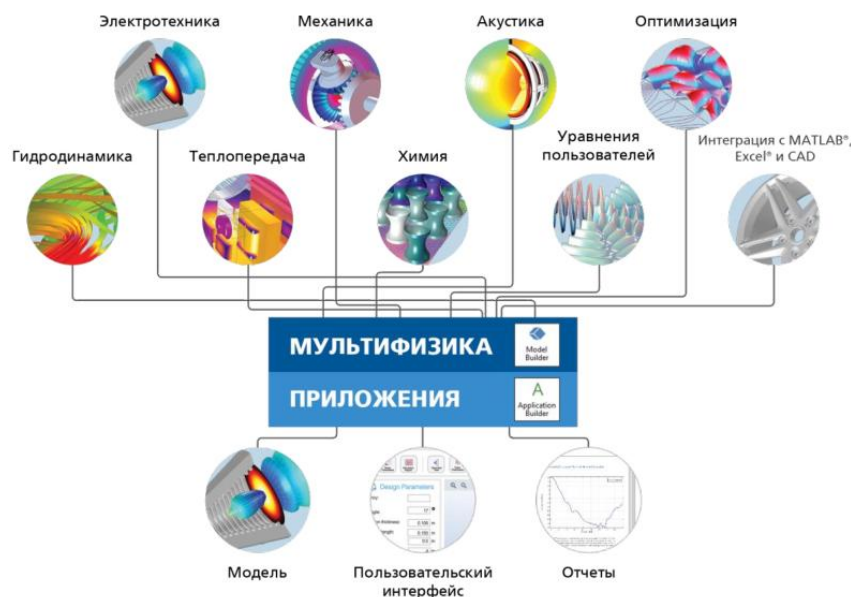 Электротехника
Механика
Акустика
Оптимизация
Гидродинамика
Теплопередача
Химия
Уравнения
пользователей
Интеграция с MATLAB®,
Excel® и CAD
МУЛЬТИФИЗИКА
Model
Builder
ПРИЛОЖЕНИЯ
A
Application
Builder
Design Parameters
Модель
Пользовательский
интерфейс
Отчеты